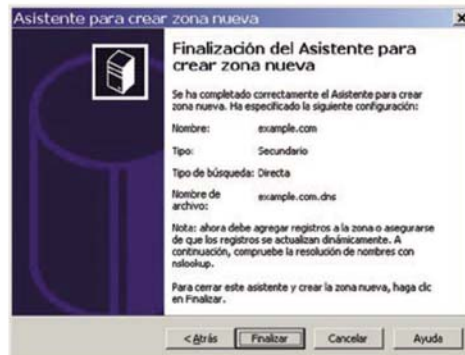 Asistente para crear zona nueva
Finalización del Asistente para
crear zona nueva
Se ha completado correctamente el Asistente para crear
zona nueva. Ha especificado la siguiente configuración:
Nombre: example.com
Tipo: Secundario
Tipo de búsqueda: Directa
Nombre de
archivo: example.com.dns
Nota: ahora debe agregar registros a la zona o asegurarse
de que los registros se actualizan dinámicamente. A
continuación, compruebe la resolución de nombres con
nslookup.
Para cerrar este asistente y crear la zona nueva, haga clic
en Finalizar.
< Atrás Finalizar Cancelar Ayuda